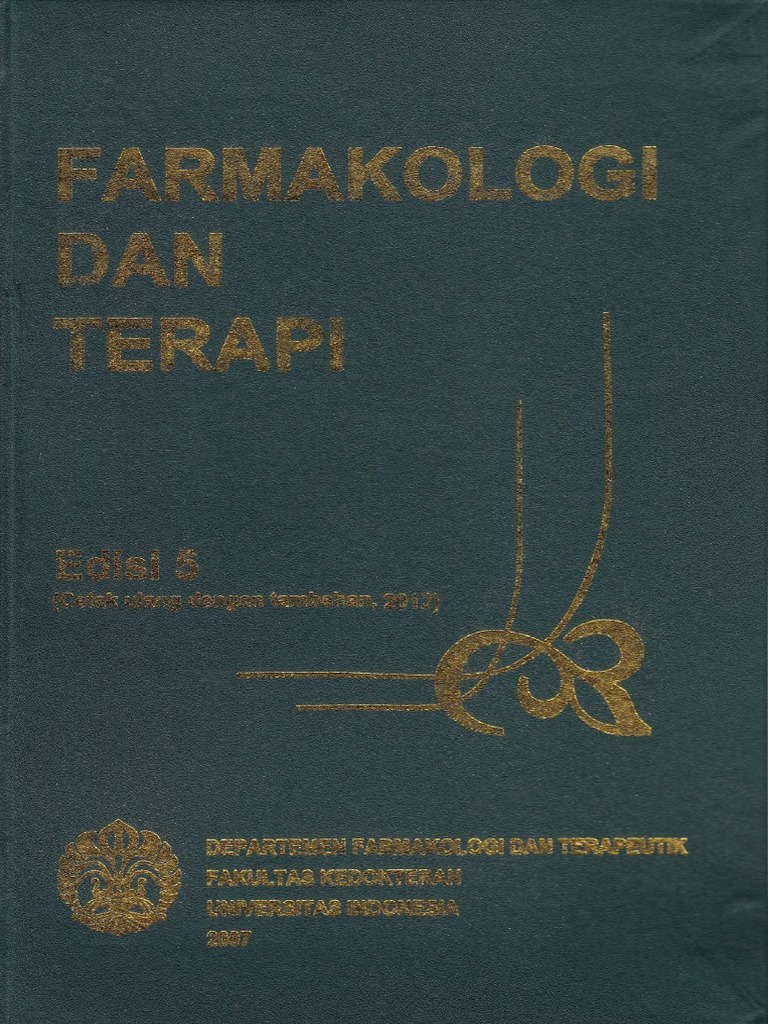 FARMAKOLOGI
DAN
TERAPI
Edisi 5
(Cetak ulang dengan tambahan, 2012)
DEPARTEMEN FARMAKOLOGI DAN TERAPEUTIK
FAKULTAS KEDOKTERAN
UNIVERSITAS INDONESIA
2007